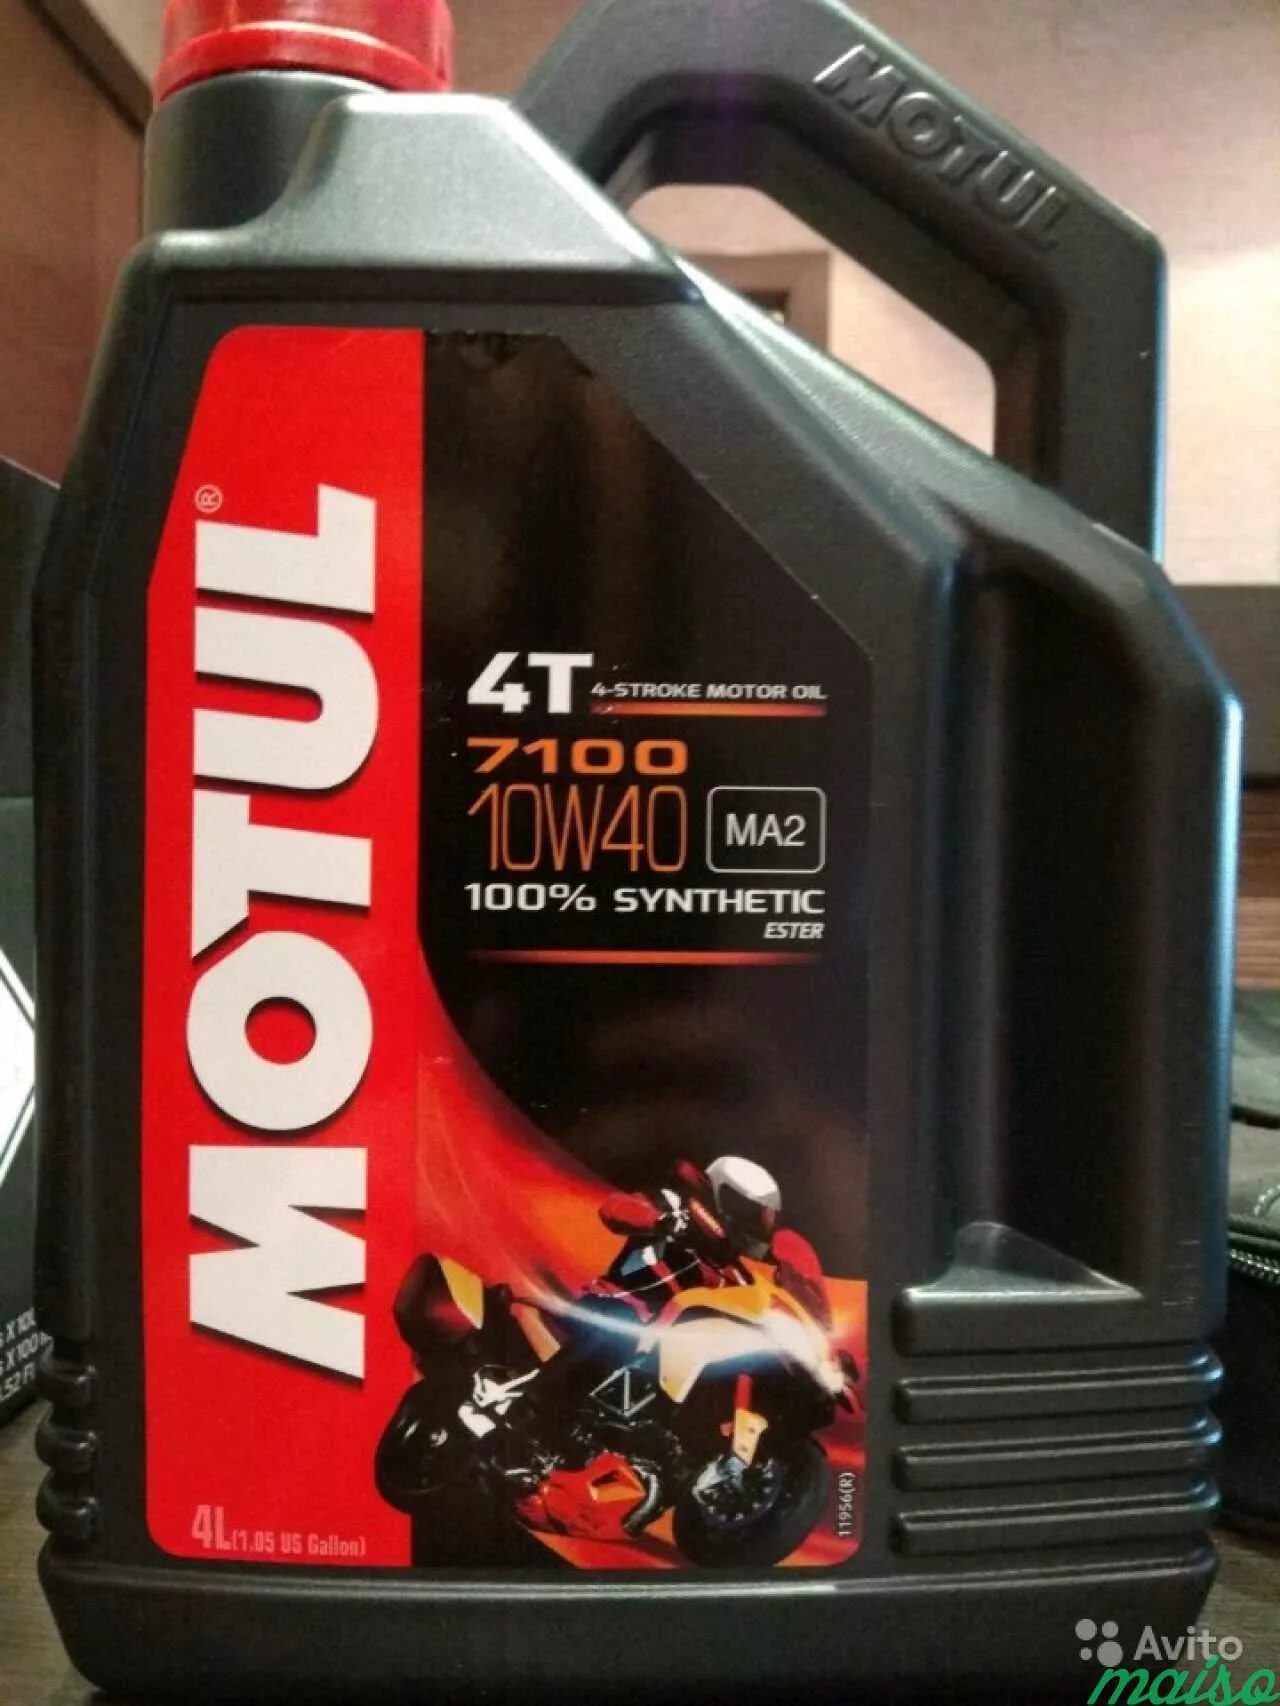 MOTUL
MOTUL®
4T 4-STROKE MOTOR OIL
7100
10W40 MA2
100% SYNTHETIC
ESTER
4L(1.05 US Gallon)
11956(R)
Avito
maiso